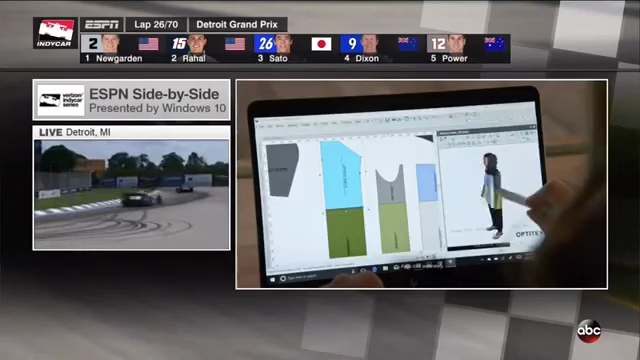 INDYCAR
ESPN
Lap 26/70
Detroit Grand Prix
2
1 Newgarden
15
2 Rahal
26
3 Sato
9
4 Dixon
12
5 Power
verizon
indycar
series
ESPN Side-by-Side
Presented by Windows 10
LIVE Detroit, MI
OPTITEX
abc